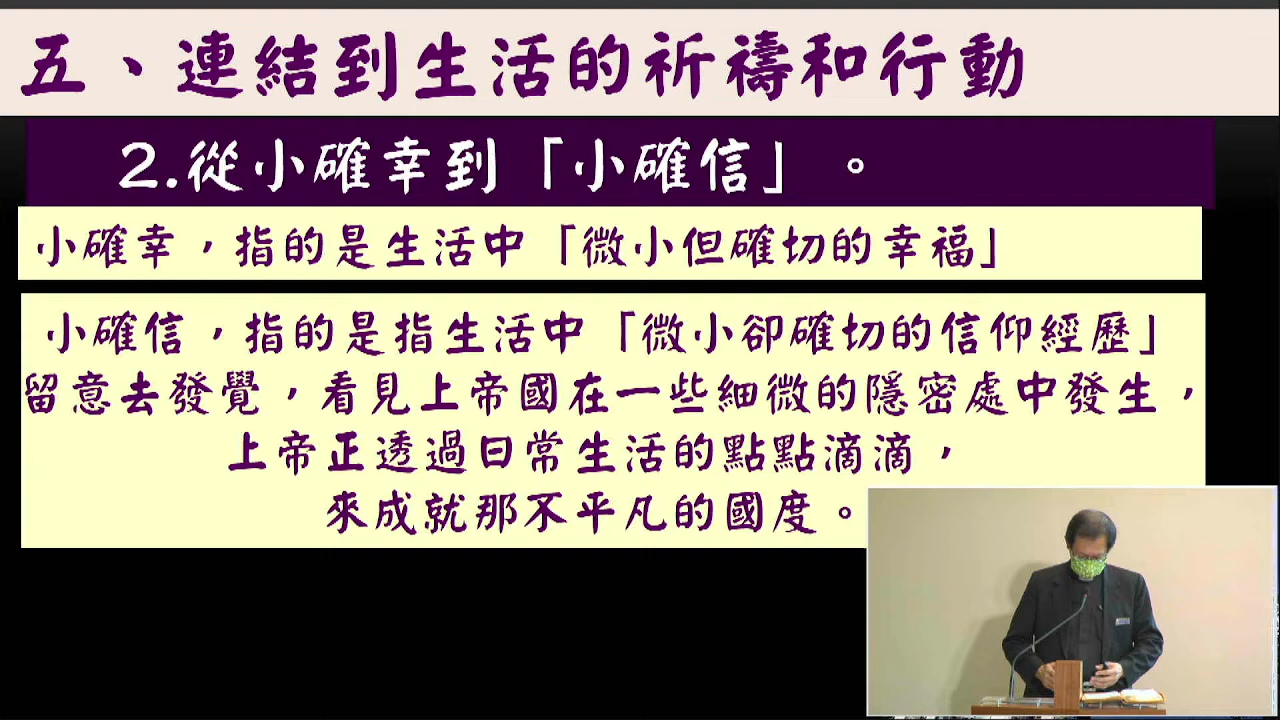 五、連結到生活的祈禱和行動
2.從小確幸到「小確信」。
小確幸，指的是生活中「微小但確切的幸福」
小確信，指的是指生活中「微小卻確切的信仰經歷」
留意去發覺，看見上帝國在一些細微的隱密處中發生，
上帝正透過日常生活的點點滴滴，
來成就那不平凡的國度。